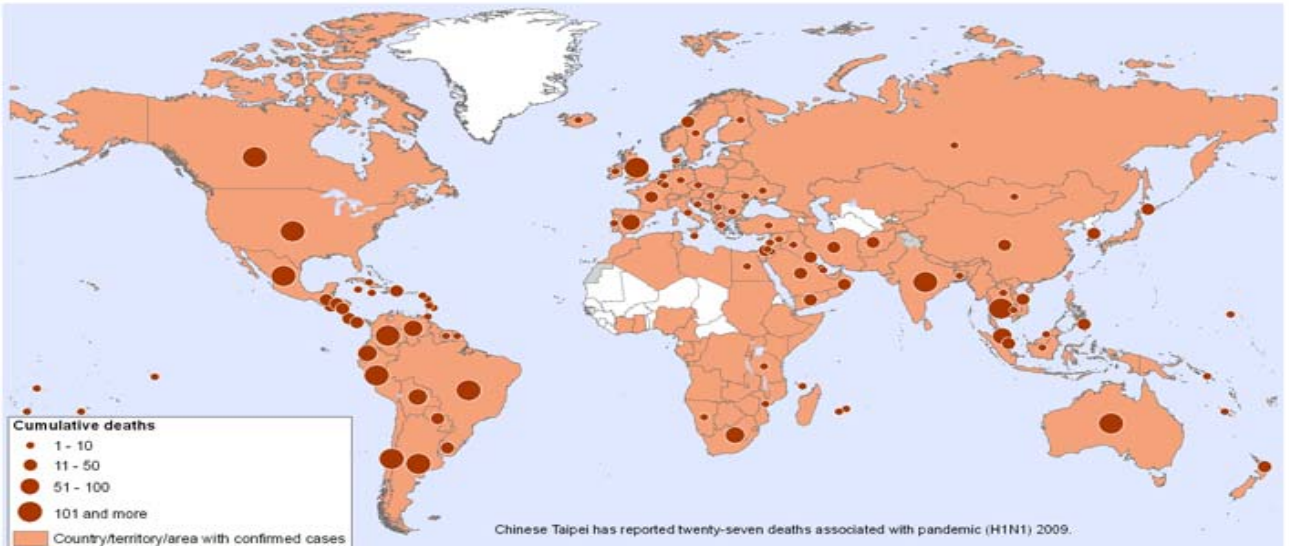 Cumulative deaths
1 - 10
11 - 50
51 - 100
101 and more
Country/territory/area with confirmed cases
Chinese Taipei has reported twenty-seven deaths associated with pandemic (H1N1) 2009.